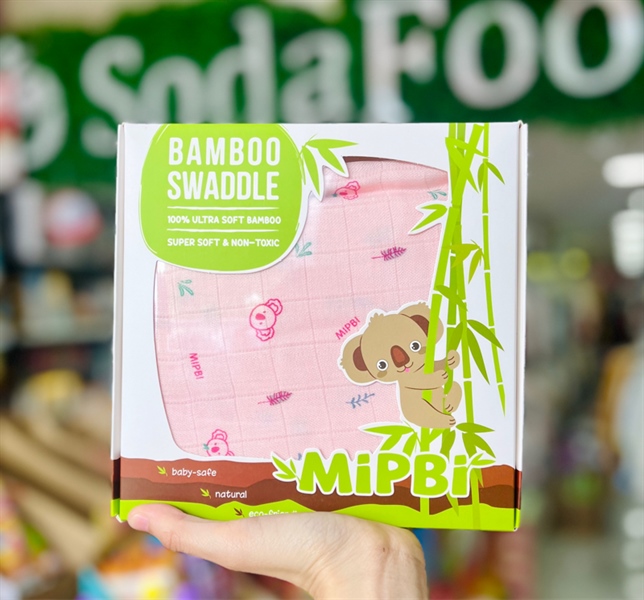 SodaFoo
BAMBOO
SWADDLE
100% ULTRA SOFT BAMBOO
SUPER SOFT & NON-TOXIC
MIPBI
MIPBI
baby-safe
natural
MiPBi